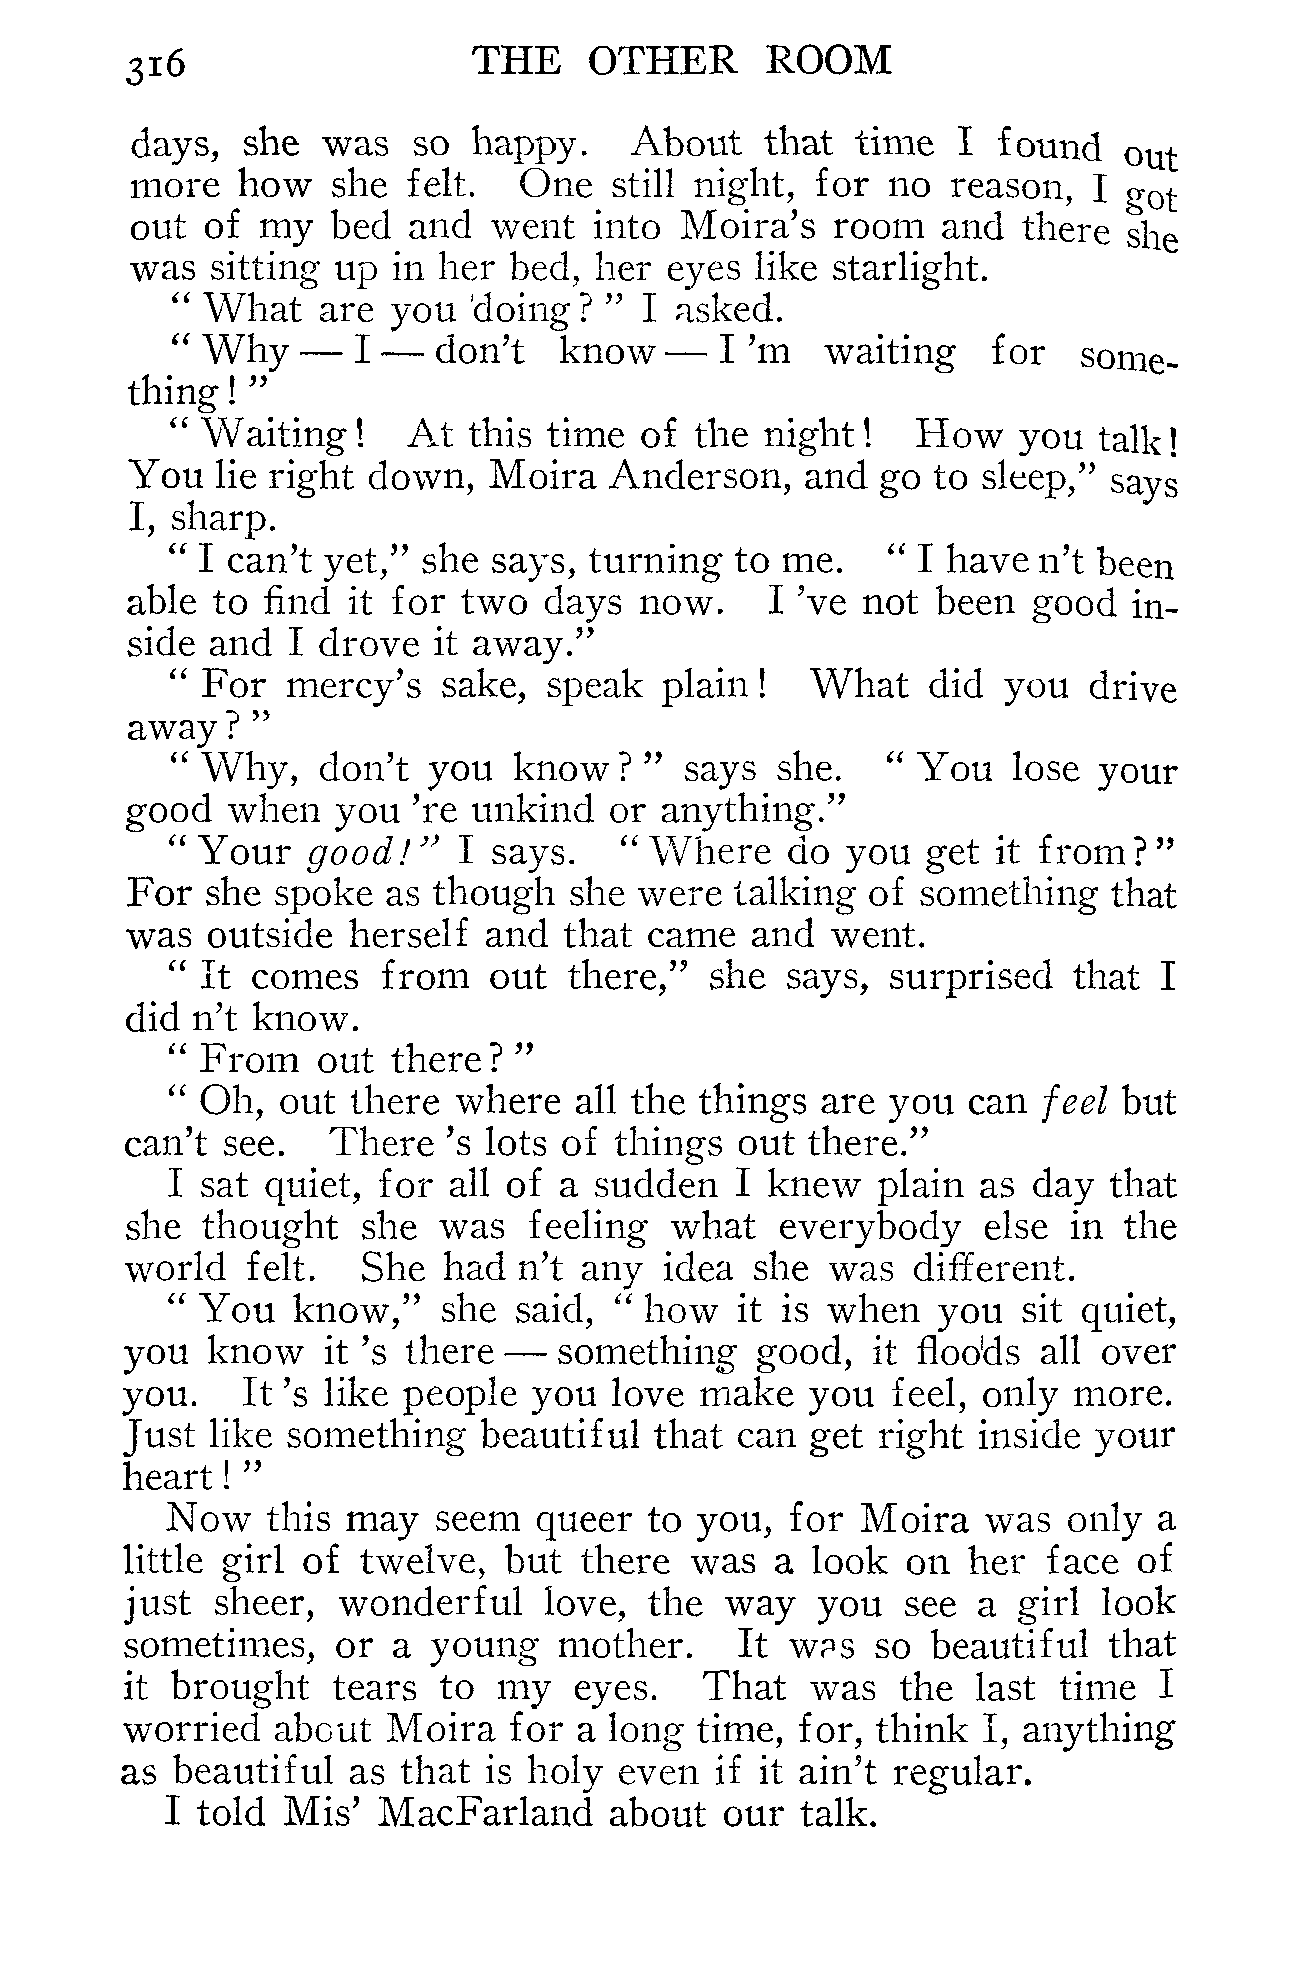 316 THE OTHER ROOM
days, she was so happy. About that time I found out
more how she felt. One still night, for no reason, I got
out of my bed and went into Moira's room and there she
was sitting up in her bed, her eyes like starlight.
" What are you doing? " I asked.
" Why — I — don't know — I 'm waiting for some-
thing! "
" Waiting! At this time of the night! How you talk!
You lie right down, Moira Anderson, and go to sleep," says
I, sharp.
" I can't yet," she says, turning to me. " I have n't been
able to find it for two days now. I 've not been good in-
side and I drove it away."
" For mercy's sake, speak plain! What did you drive
away? "
" Why, don't you know? " says she. " You lose your
good when you 're unkind or anything."
" Your good! " I says. " Where do you get it from? "
For she spoke as though she were talking of something that
was outside herself and that came and went.
" It comes from out there," she says, surprised that I
did n't know.
" From out there? "
" Oh, out there where all the things are you can feel but
can't see. There 's lots of things out there."
I sat quiet, for all of a sudden I knew plain as day that
she thought she was feeling what everybody else in the
world felt. She had n't any idea she was different.
" You know," she said, " how it is when you sit quiet,
you know it 's there — something good, it floods all over
you. It 's like people you love make you feel, only more.
Just like something beautiful that can get right inside your
heart! "
Now this may seem queer to you, for Moira was only a
little girl of twelve, but there was a look on her face of
just sheer, wonderful love, the way you see a girl look
sometimes, or a young mother. It was so beautiful that
it brought tears to my eyes. That was the last time I
worried about Moira for a long time, for, think I, anything
as beautiful as that is holy even if it ain't regular.
I told Mis' MacFarland about our talk.